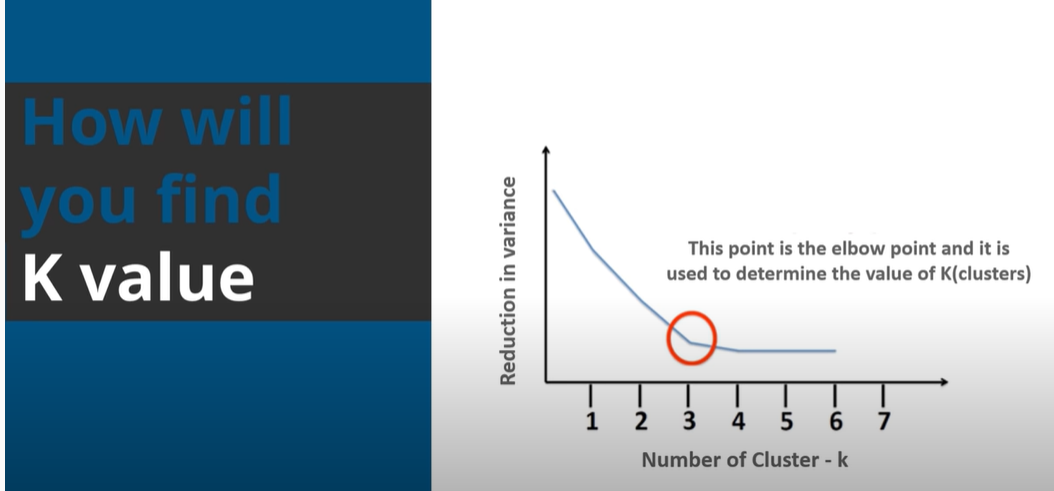 How will
you find
K value
Reduction in variance
This point is the elbow point and it is
used to determine the value of K(clusters)
1 2 3 4 5 6 7
Number of Cluster - k